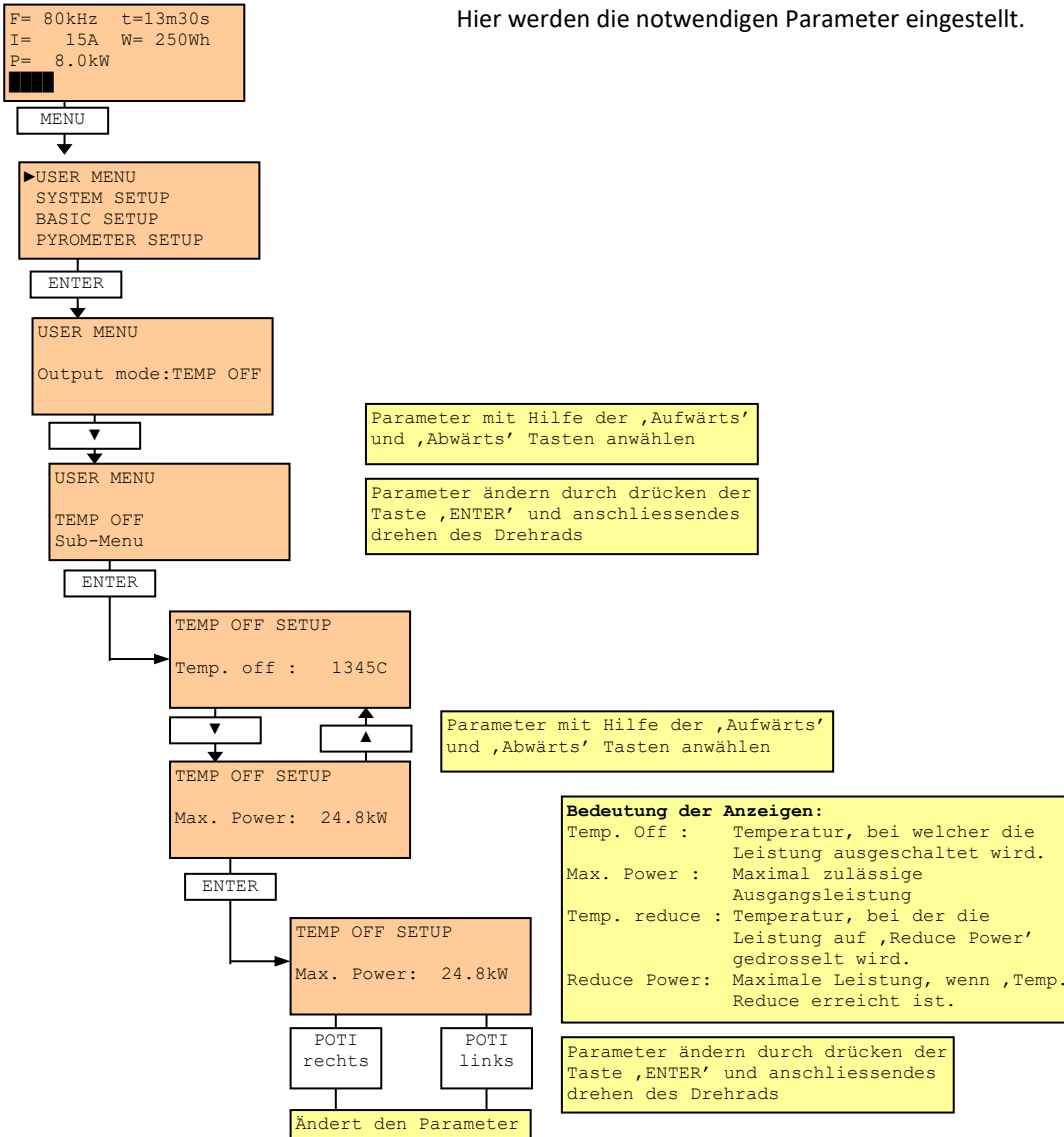 F= 80kHz t=13m30s
I= 15A W= 250Wh
P= 8.0kW
Hier werden die notwendigen Parameter eingestellt.
MENU
►USER MENU
SYSTEM SETUP
BASIC SETUP
PYROMETER SETUP
ENTER
USER MENU
Output mode:TEMP OFF
▼
Parameter mit Hilfe der ‚Aufwärts’
und ‚Abwärts’ Tasten anwählen
USER MENU
TEMP OFF
Sub-Menu
Parameter ändern durch drücken der
Taste ‚ENTER’ und anschliessendes
drehen des Drehrads
ENTER
TEMP OFF SETUP
Temp. off : 1345C
▼
▲
Parameter mit Hilfe der ‚Aufwärts’
und ‚Abwärts’ Tasten anwählen
TEMP OFF SETUP
Max. Power: 24.8kW
ENTER
Bedeutung der Anzeigen:
Temp. Off : Temperatur, bei welcher die
Leistung ausgeschaltet wird.
Max. Power : Maximal zulässige
Ausgangsleistung
Temp. reduce : Temperatur, bei der die
Leistung auf ‚Reduce Power’
gedrosselt wird.
Reduce Power: Maximale Leistung, wenn ‚Temp.
Reduce erreicht ist.
TEMP OFF SETUP
Max. Power: 24.8kW
POTI
rechts
POTI
links
Parameter ändern durch drücken der
Taste ‚ENTER’ und anschliessendes
drehen des Drehrads
Ändert den Parameter